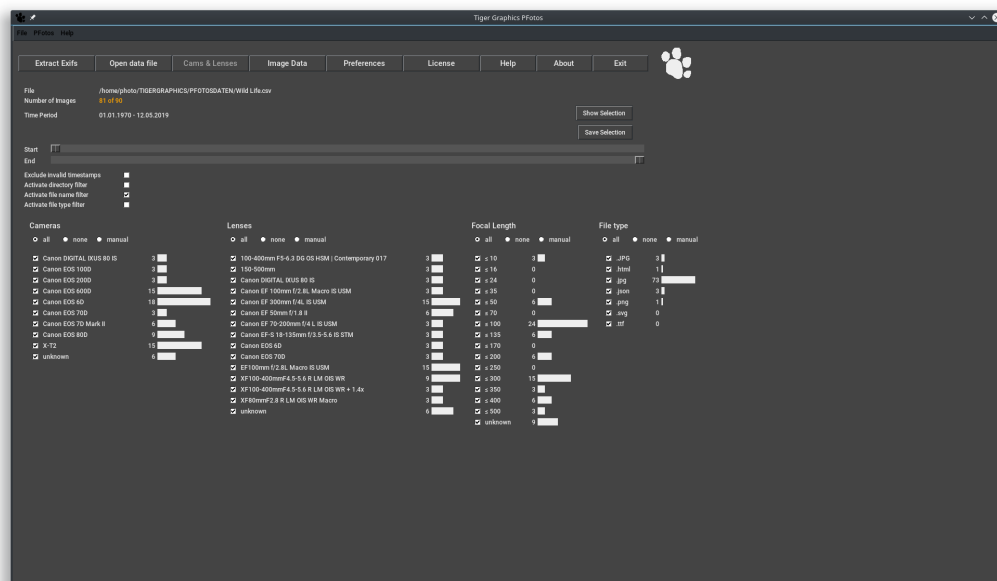 Tiger Graphics PFotos
File PFotos Help
Extract Exifs Open data file Cams & Lenses Image Data Preferences License Help About Exit
File /home/photo/TIGERGRAPHICS/PFOTOSDATEN/Wild Life.csv
Number of Images 81 of 90
Time Period 01.01.1970 - 12.05.2019
Show Selection
Save Selection
Start
End
Exclude invalid timestamps
Activate directory filter
Activate file name filter
Activate file type filter
Cameras
all none manual
Canon DIGITAL IXUS 80 IS 3
Canon EOS 100D 3
Canon EOS 200D 3
Canon EOS 600D 15
Canon EOS 6D 18
Canon EOS 70D 3
Canon EOS 7D Mark II 6
Canon EOS 80D 9
X-T2 15
unknown 6
Lenses
all none manual
100-400mm F5-6.3 DG OS HSM | Contemporary 017 3
150-500mm 3
Canon DIGITAL IXUS 80 IS 3
Canon EF 100mm f/2.8L Macro IS USM 3
Canon EF 300mm f/4L IS USM 15
Canon EF 50mm f/1.8 II 6
Canon EF 70-200mm f/4 L IS USM 3
Canon EF-S 18-135mm f/3.5-5.6 IS STM 3
Canon EOS 6D 3
Canon EOS 70D 3
EF100mm f/2.8L Macro IS USM 15
XF100-400mmF4.5-5.6 R LM OIS WR 9
XF100-400mmF4.5-5.6 R LM OIS WR + 1.4x 3
XF80mmF2.8 R LM OIS WR Macro 3
unknown 6
Focal Length
all none manual
≤ 10 3
≤ 16 0
≤ 24 0
≤ 35 0
≤ 50 6
≤ 70 0
≤ 100 24
≤ 135 6
≤ 170 0
≤ 200 6
≤ 250 0
≤ 300 15
≤ 350 3
≤ 400 6
≤ 500 3
unknown 9
File type
all none manual
.JPG 3
.html 1
.jpg 73
.json 3
.png 1
.svg 0
.ttf 0